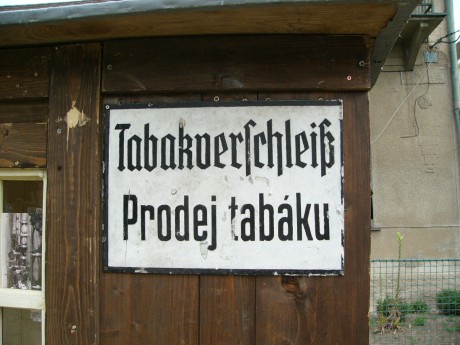 Tabakverschleiß
Prodej tabáku